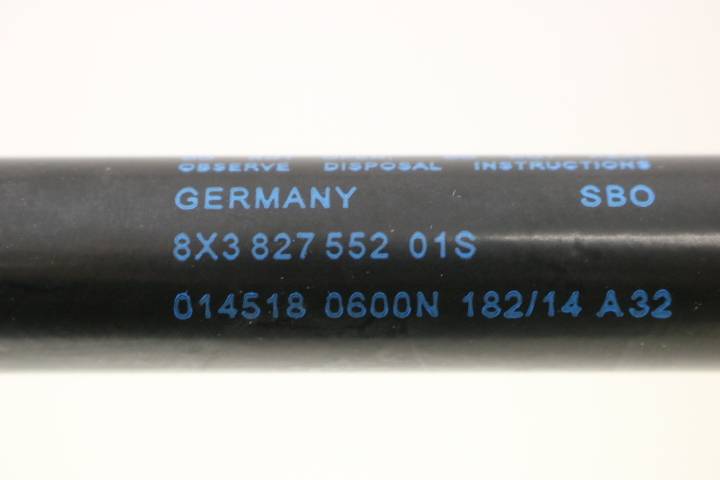 OBSERVE DISPOSAL INSTRUCTIONS
GERMANY SBO
8X3 827 552 01S
014518 0600N 182/14 A32